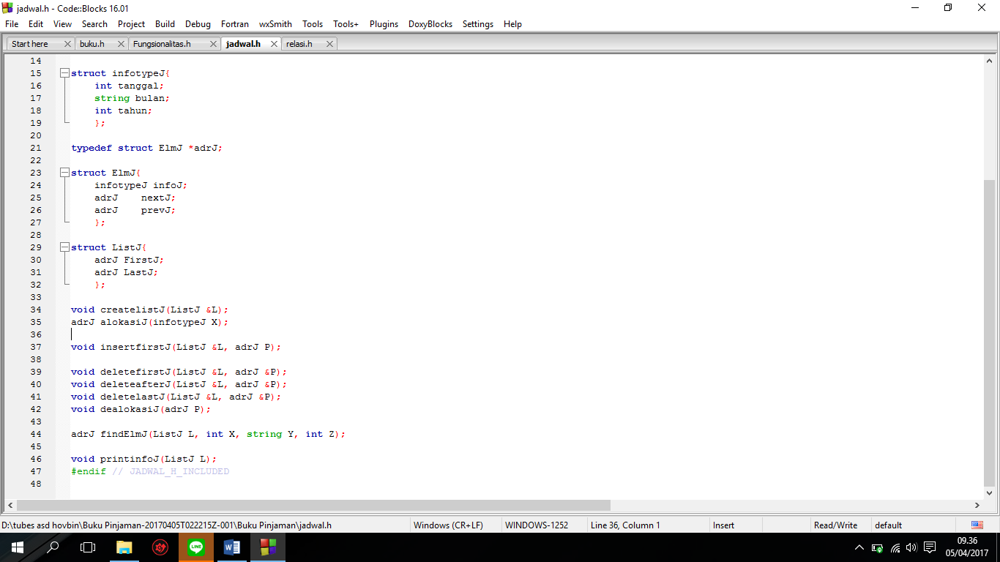 jadwal.h - Code::Blocks 16.01
File Edit View Search Project Build Debug Fortran wxSmith Tools Tools+ Plugins DoxyBlocks Settings Help
Start here buku.h Fungsionalitas.h jadwal.h relasi.h
14
15 struct infotypeJ{
16 int tanggal;
17 string bulan;
18 int tahun;
19 };
20
21 typedef struct ElmJ *adrJ;
22
23 struct ElmJ{
24 infotypeJ infoJ;
25 adrJ nextJ;
26 adrJ prevJ;
27 };
28
29 struct ListJ{
30 adrJ FirstJ;
31 adrJ LastJ;
32 };
33
34 void createlistJ(ListJ &L);
35 adrJ alokasiJ(infotypeJ X);
36
37 void insertfirstJ(ListJ &L, adrJ P);
38
39 void deletefirstJ(ListJ &L, adrJ &P);
40 void deleteafterJ(ListJ &L, adrJ &P);
41 void deletelastJ(ListJ &L, adrJ &P);
42 void dealokasiJ(adrJ P);
43
44 adrJ findElmJ(ListJ L, int X, string Y, int Z);
45
46 void printinfoJ(ListJ L);
47 #endif // JADWAL_H_INCLUDED
48
D:\tubes asd hovbin\Buku Pinjaman-20170405T022215Z-001\Buku Pinjaman\jadwal.h Windows (CR+LF) WINDOWS-1252 Line 36, Column 1 Insert Read/Write default
LINE
09.36
05/04/2017